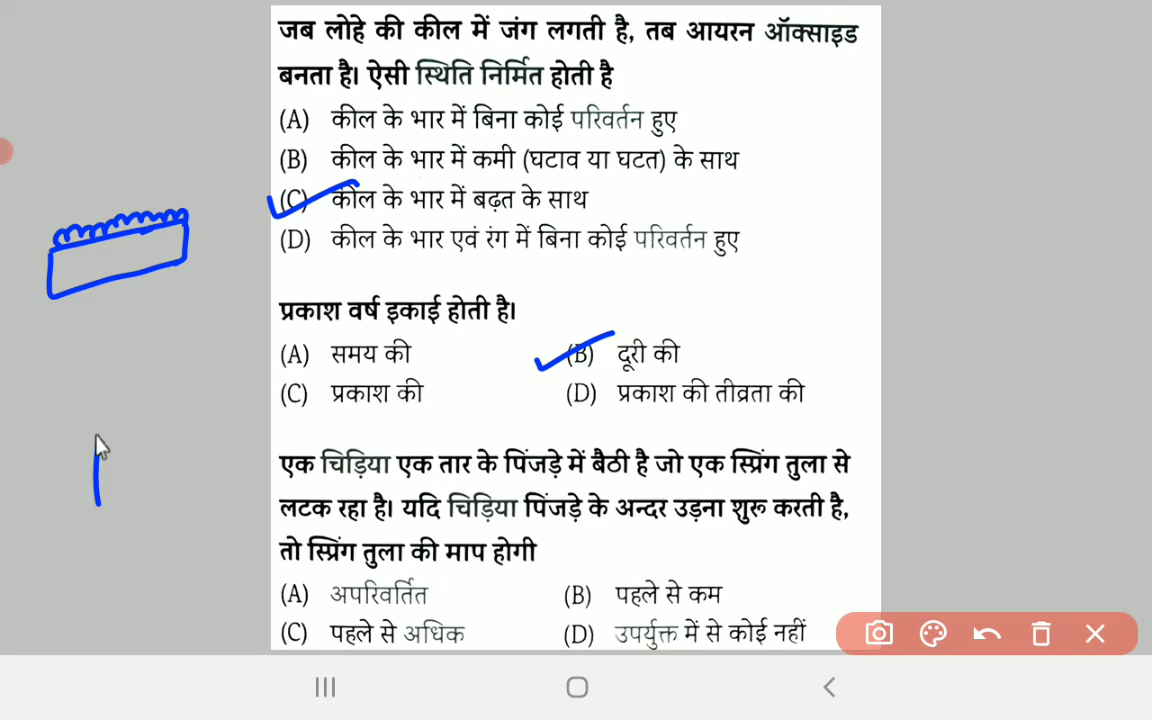 जब लोहे की कील में जंग लगती है, तब आयरन ऑक्साइड
बनता है। ऐसी स्थिति निर्मित होती है
(A) कील के भार में बिना कोई परिवर्तन हुए
(B) कील के भार में कमी (घटाव या घटत) के साथ
(C) कील के भार में बढ़त के साथ
(D) कील के भार एवं रंग में बिना कोई परिवर्तन हुए
प्रकाश वर्ष इकाई होती है।
(A) समय की (B) दूरी की
(C) प्रकाश की (D) प्रकाश की तीव्रता की
एक चिड़िया एक तार के पिंजड़े में बैठी है जो एक स्प्रिंग तुला से
लटक रहा है। यदि चिड़िया पिंजड़े के अन्दर उड़ना शुरू करती है,
तो स्प्रिंग तुला की माप होगी
(A) अपरिवर्तित (B) पहले से कम
(C) पहले से अधिक (D) उपर्युक्त में से कोई नहीं